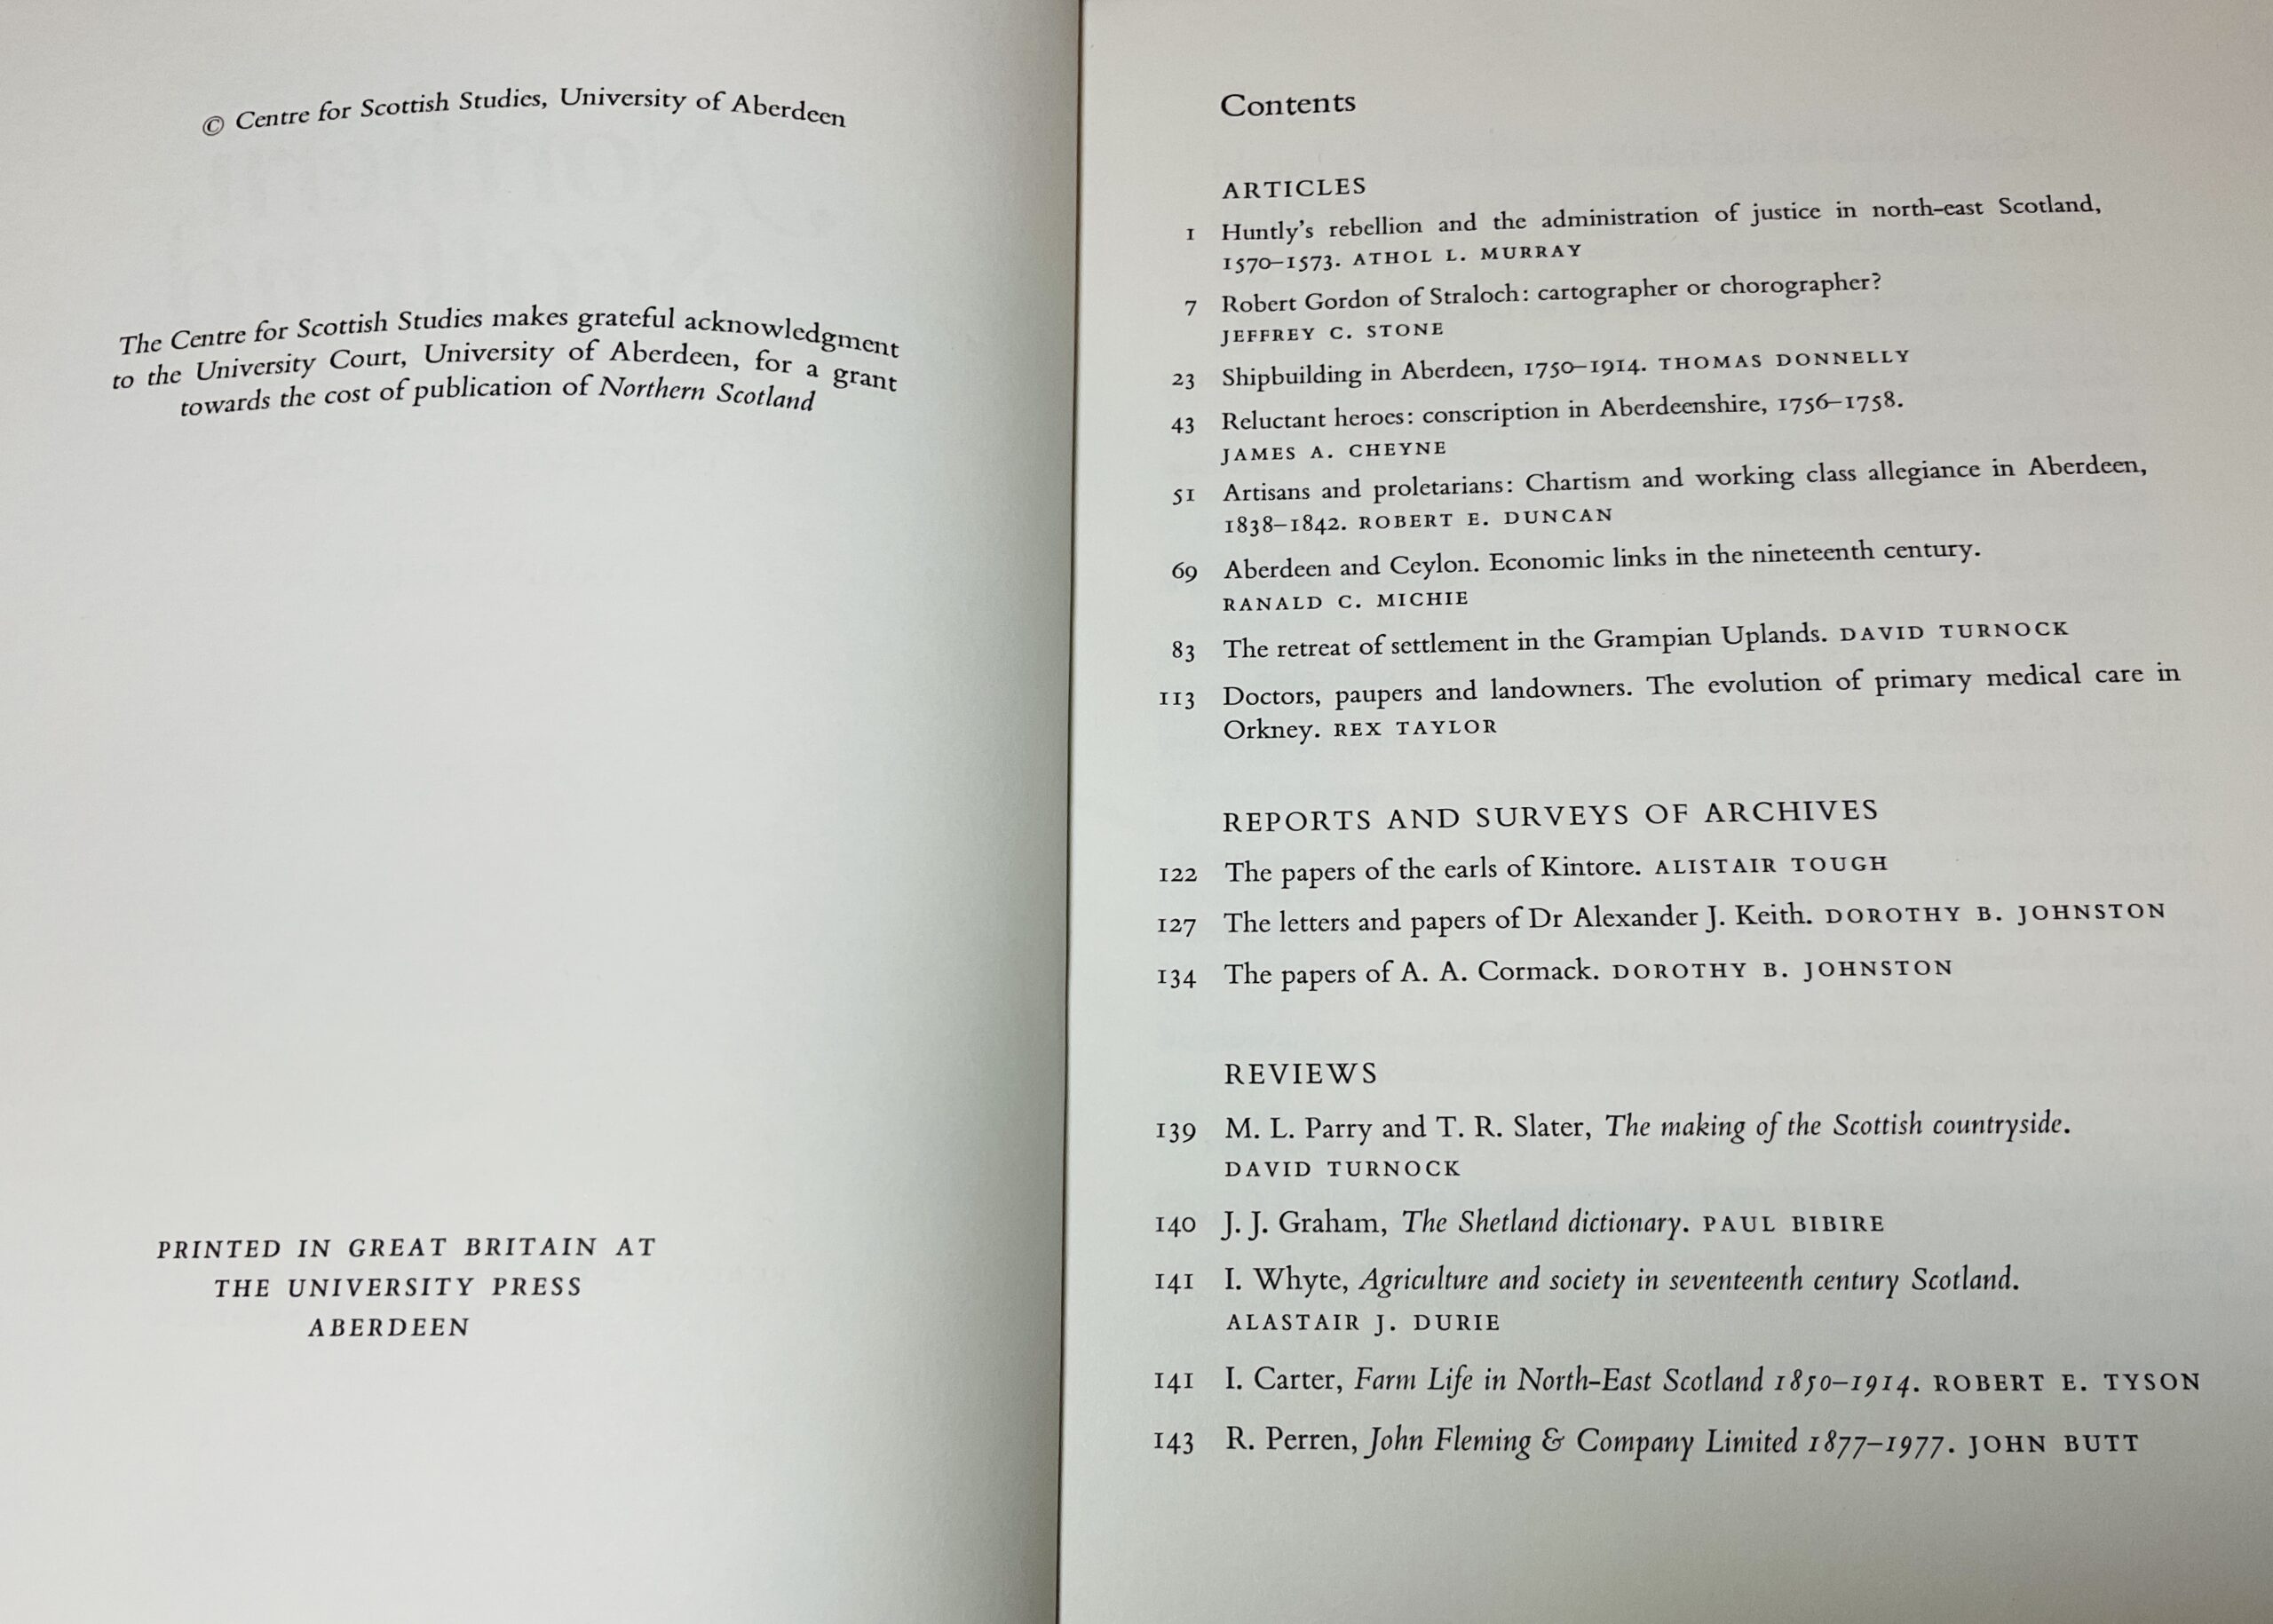 © Centre for Scottish Studies, University of Aberdeen
The Centre for Scottish Studies makes grateful acknowledgment
to the University Court, University of Aberdeen, for a grant
towards the cost of publication of Northern Scotland
PRINTED IN GREAT BRITAIN AT
THE UNIVERSITY PRESS
ABERDEEN
Contents
ARTICLES
1 Huntly's rebellion and the administration of justice in north-east Scotland,
1570–1573. ATHOL L. MURRAY
7 Robert Gordon of Straloch: cartographer or chorographer?
JEFFREY C. STONE
23 Shipbuilding in Aberdeen, 1750–1914. THOMAS DONNELLY
43 Reluctant heroes: conscription in Aberdeenshire, 1756–1758.
JAMES A. CHEYNE
51 Artisans and proletarians: Chartism and working class allegiance in Aberdeen,
1838–1842. ROBERT E. DUNCAN
69 Aberdeen and Ceylon. Economic links in the nineteenth century.
RANALD C. MICHIE
83 The retreat of settlement in the Grampian Uplands. DAVID TURNOCK
113 Doctors, paupers and landowners. The evolution of primary medical care in
Orkney. REX TAYLOR
REPORTS AND SURVEYS OF ARCHIVES
122 The papers of the earls of Kintore. ALISTAIR TOUGH
127 The letters and papers of Dr Alexander J. Keith. DOROTHY B. JOHNSTON
134 The papers of A. A. Cormack. DOROTHY B. JOHNSTON
REVIEWS
139 M. L. Parry and T. R. Slater, The making of the Scottish countryside.
DAVID TURNOCK
140 J. J. Graham, The Shetland dictionary. PAUL BIBIRE
141 I. Whyte, Agriculture and society in seventeenth century Scotland.
ALASTAIR J. DURIE
141 I. Carter, Farm Life in North-East Scotland 1850–1914. ROBERT E. TYSON
143 R. Perren, John Fleming & Company Limited 1877–1977. JOHN BUTT